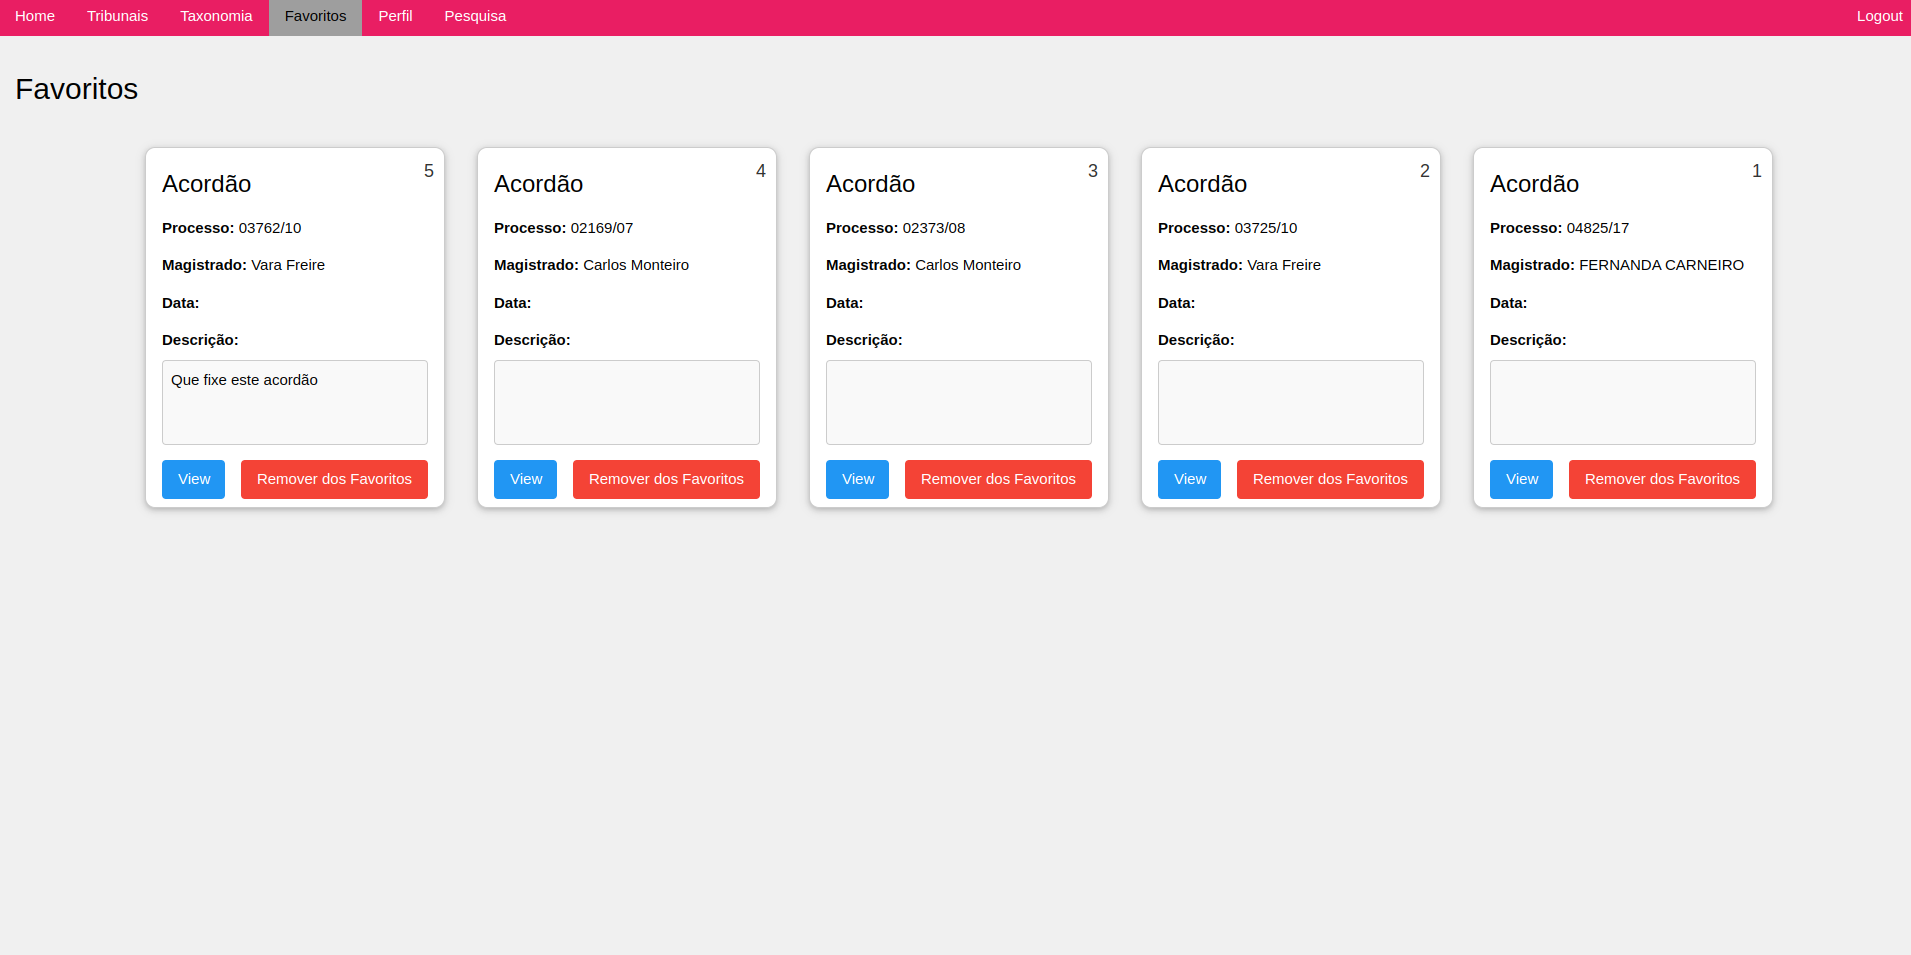 Home Tribunais Taxonomia Favoritos Perfil Pesquisa Logout
Favoritos
5
Acordão
Processo: 03762/10
Magistrado: Vara Freire
Data:
Descrição:
Que fixe este acordão
View Remover dos Favoritos
4
Acordão
Processo: 02169/07
Magistrado: Carlos Monteiro
Data:
Descrição:
View Remover dos Favoritos
3
Acordão
Processo: 02373/08
Magistrado: Carlos Monteiro
Data:
Descrição:
View Remover dos Favoritos
2
Acordão
Processo: 03725/10
Magistrado: Vara Freire
Data:
Descrição:
View Remover dos Favoritos
1
Acordão
Processo: 04825/17
Magistrado: FERNANDA CARNEIRO
Data:
Descrição:
View Remover dos Favoritos